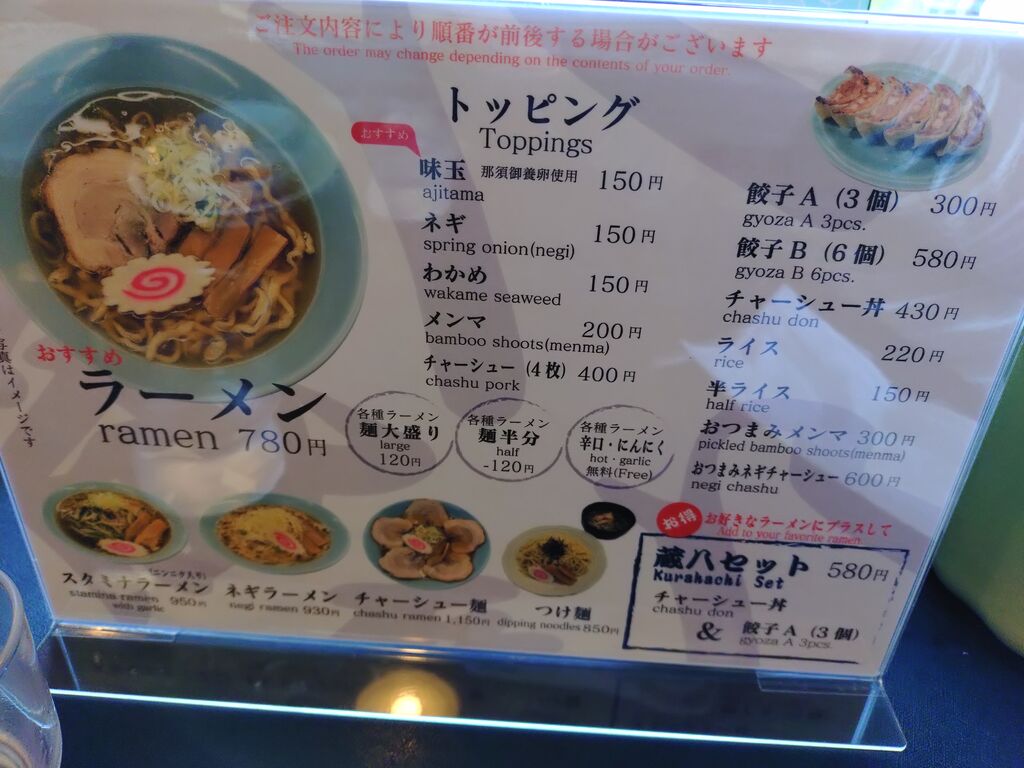 ご注文内容により順番が前後する場合がございます
The order may change depending on the contents of your order.
トッピング
Toppings
おすすめ
味玉 那須御養卵使用 150円
ajitama
ネギ 150円
spring onion(negi)
わかめ 150円
wakame seaweed
メンマ 200円
bamboo shoots(menma)
チャーシュー(4枚) 400円
chashu pork
餃子A(3個) 300円
gyoza A 3pcs.
餃子B(6個) 580円
gyoza B 6pcs.
チャーシュー丼 430円
chashu don
ライス 220円
rice
半ライス 150円
half rice
おつまみメンマ 300円
pickled bamboo shoots(menma)
おつまみネギチャーシュー 600円
negi chashu
写真はイメージです
おすすめ
ラーメン
ramen 780円
各種ラーメン
麺大盛り
large
120円
各種ラーメン
麺半分
half
-120円
各種ラーメン
辛口・にんにく
hot・garlic
無料(Free)
(ニンニク入り)
スタミナラーメン
stamina ramen 950円
with garlic
ネギラーメン
negi ramen 930円
チャーシュー麺
chashu ramen 1,150円
つけ麺
dipping noodles 850円
お得
お好きなラーメンにプラスして
Add to your favorite ramen.
蔵八セット 580円
Kurahachi Set
チャーシュー丼
chashu don
& 餃子A(3個)
gyoza A 3pcs.